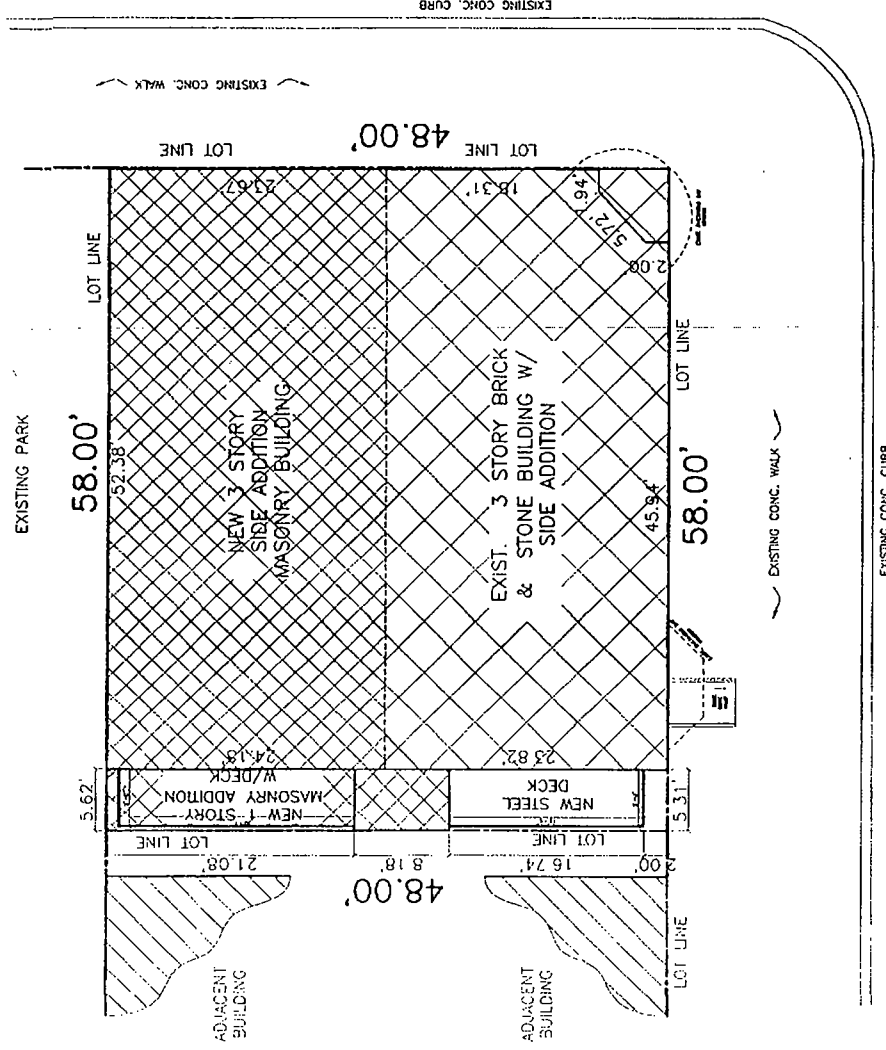 EXISTING CONC. CURB
EXISTING CONC. WALK
48.00'
LOT LINE
LOT LINE
EXISTING PARK
LOT LINE
58.00'
52.38'
23.67'
18.31'
1.94'
5.72'
2.00'
NEW 3 STORY
SIDE ADDITION
MASONRY BUILDING
EXIST. 3 STORY BRICK
& STONE BUILDING W/
SIDE ADDITION
LOT LINE
45.94'
58.00'
EXISTING CONC. WALK
EXISTING CONC. CURB
24.18'
23.82'
5.62'
NEW 1 STORY
MASONRY ADDITION
W/DECK
NEW STEEL
DECK
5.31'
LOT LINE
LOT LINE
21.08'
8.18'
16.74'
2.00'
48.00'
LOT LINE
ADJACENT
BUILDING
ADJACENT
BUILDING